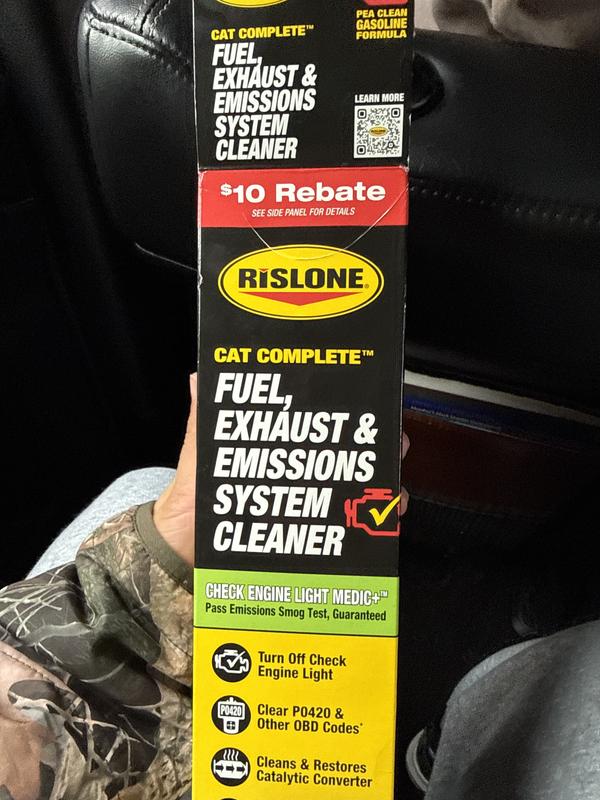 CAT COMPLETE™
FUEL,
EXHAUST &
EMISSIONS
SYSTEM
CLEANER
PEA CLEAN
GASOLINE
FORMULA
LEARN MORE
$10 Rebate
SEE SIDE PANEL FOR DETAILS
RISLONE®
CAT COMPLETE™
FUEL,
EXHAUST &
EMISSIONS
SYSTEM
CLEANER
CHECK ENGINE LIGHT MEDIC+™
Pass Emissions Smog Test, Guaranteed
Turn Off Check
Engine Light
P0420
Clear P0420 &
Other OBD Codes*
Cleans & Restores
Catalytic Converter